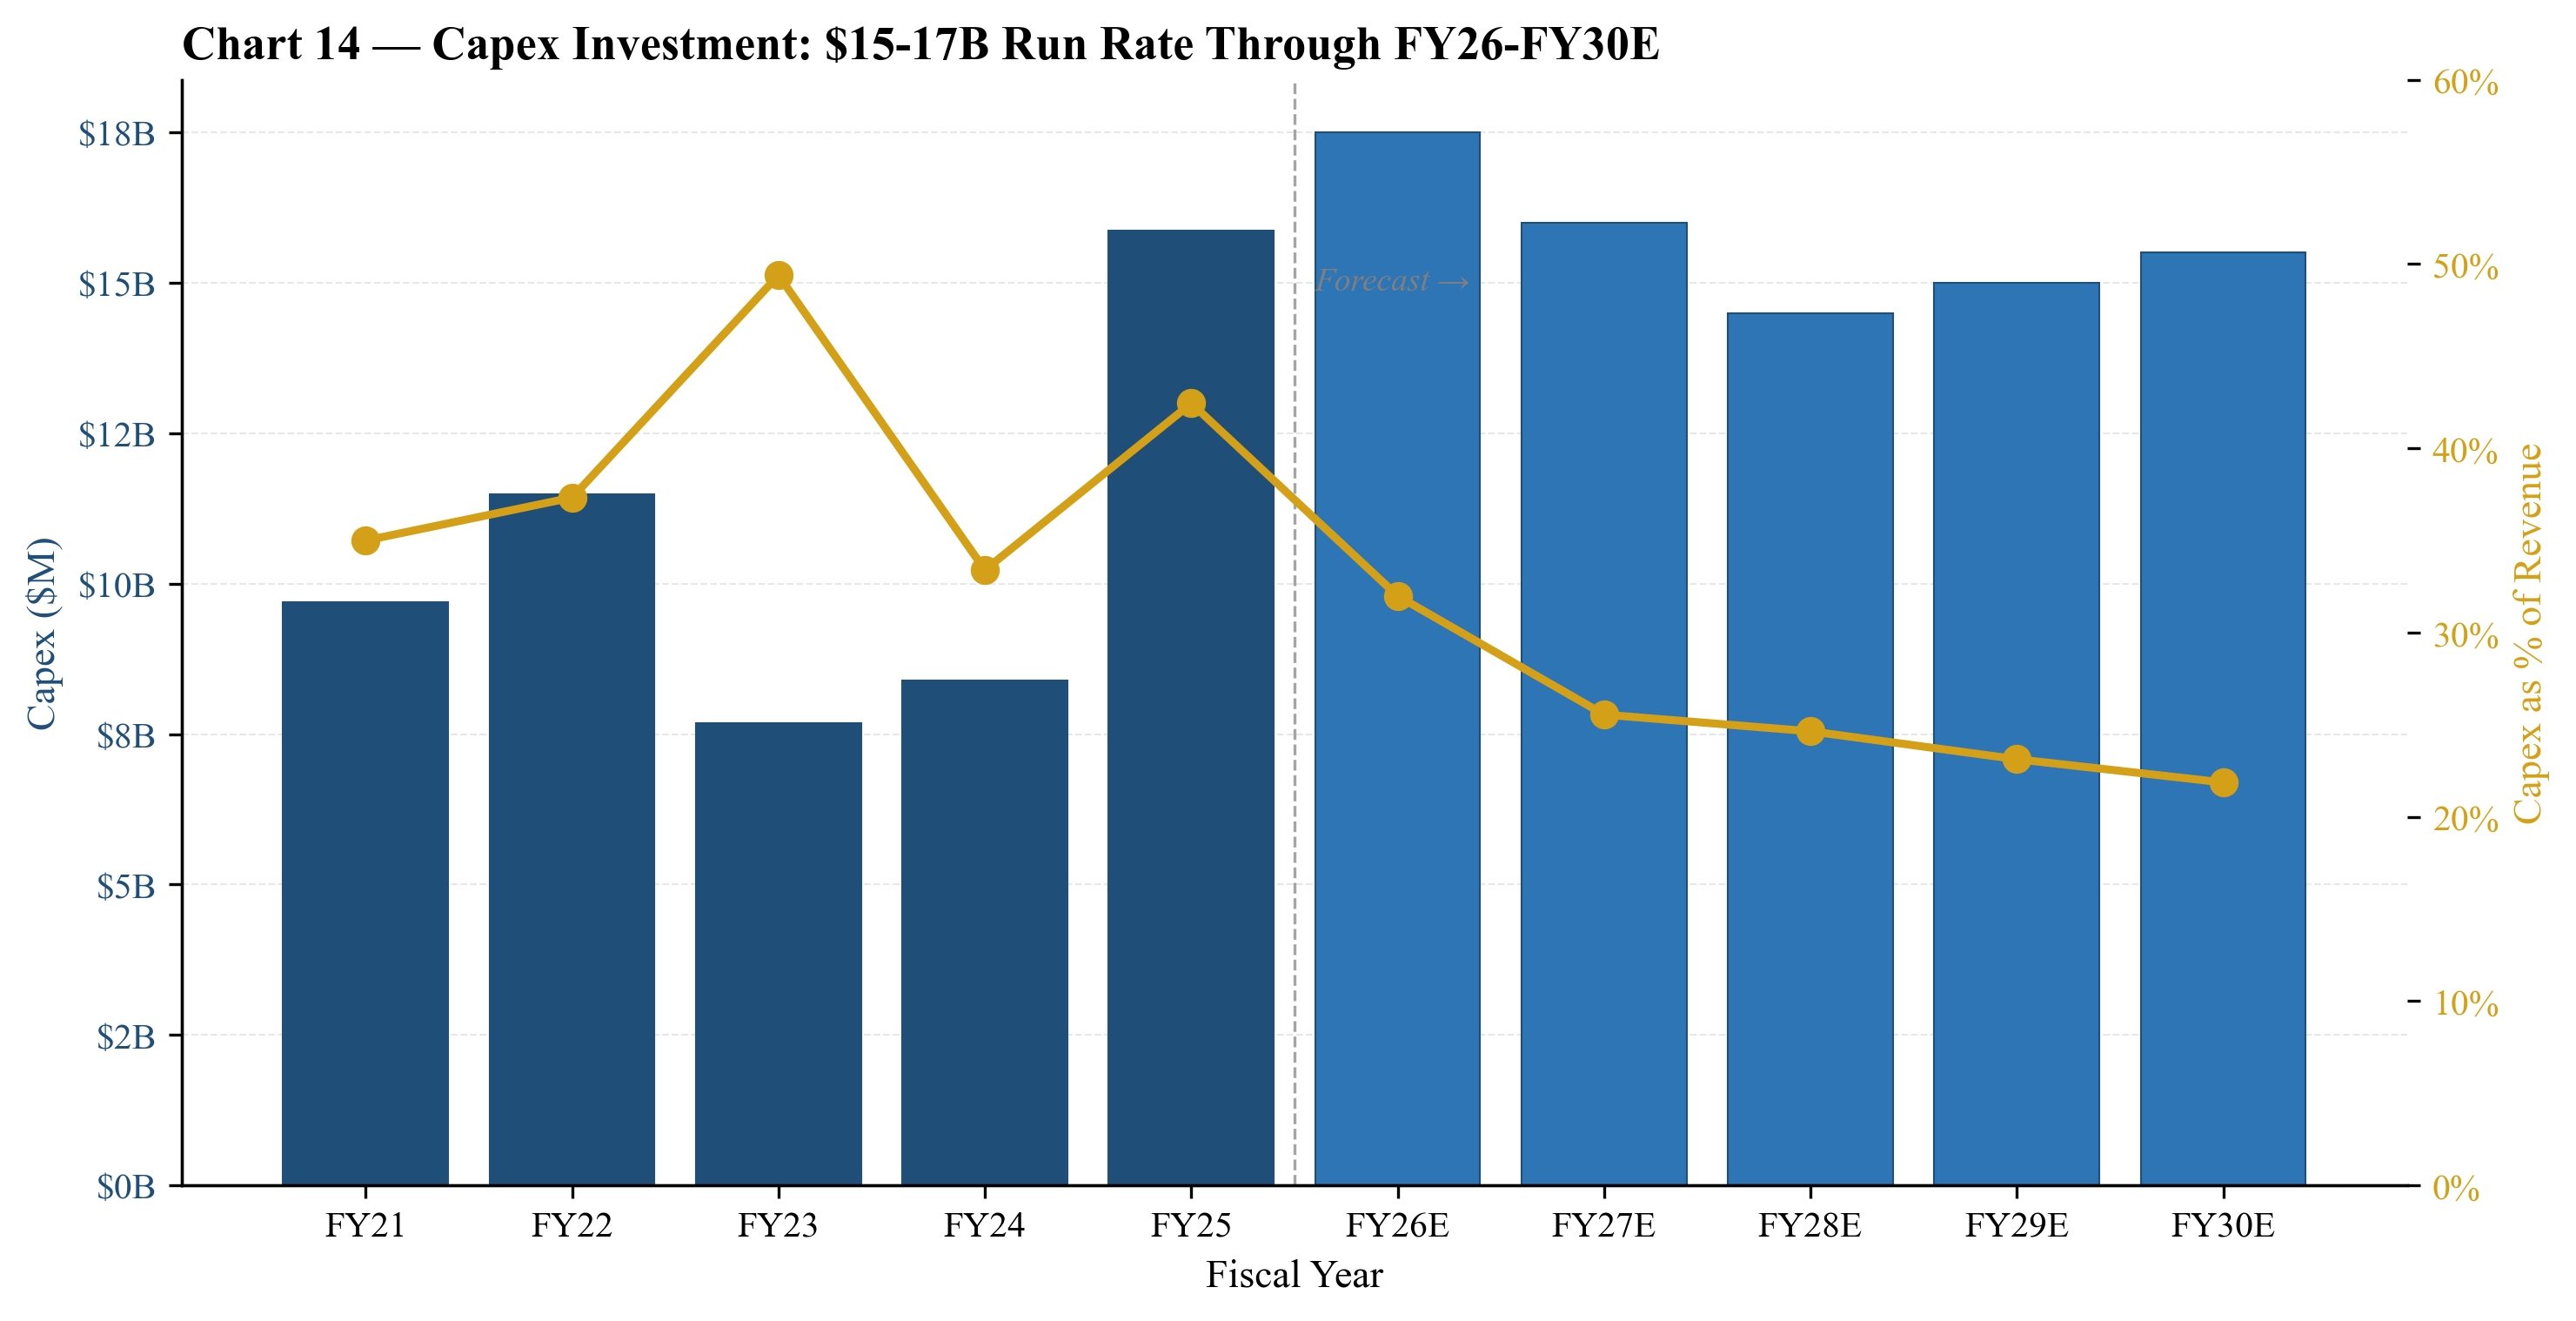 Chart 14 — Capex Investment: $15-17B Run Rate Through FY26-FY30E
60%
$18B
50%
$15B
Forecast →
$12B
40%
$10B
30%
$8B
20%
$5B
10%
$2B
$0B
0%
Capex ($M)
Capex as % of Revenue
FY21 FY22 FY23 FY24 FY25 FY26E FY27E FY28E FY29E FY30E
Fiscal Year